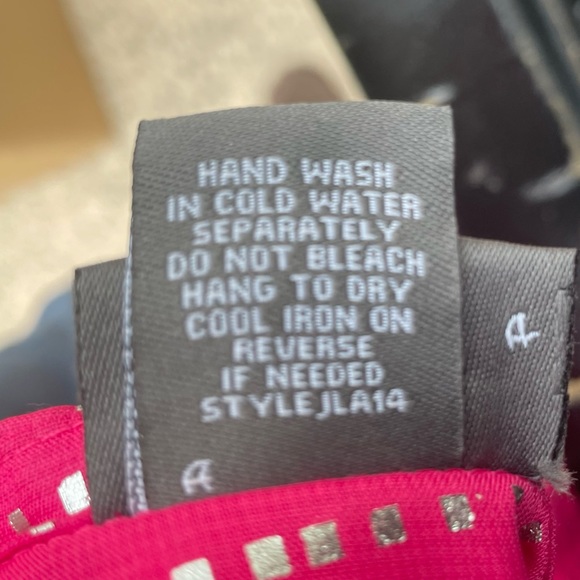 HAND WASH
IN COLD WATER
SEPARATELY
DO NOT BLEACH
HANG TO DRY
COOL IRON ON
REVERSE
IF NEEDED
STYLEJLA14